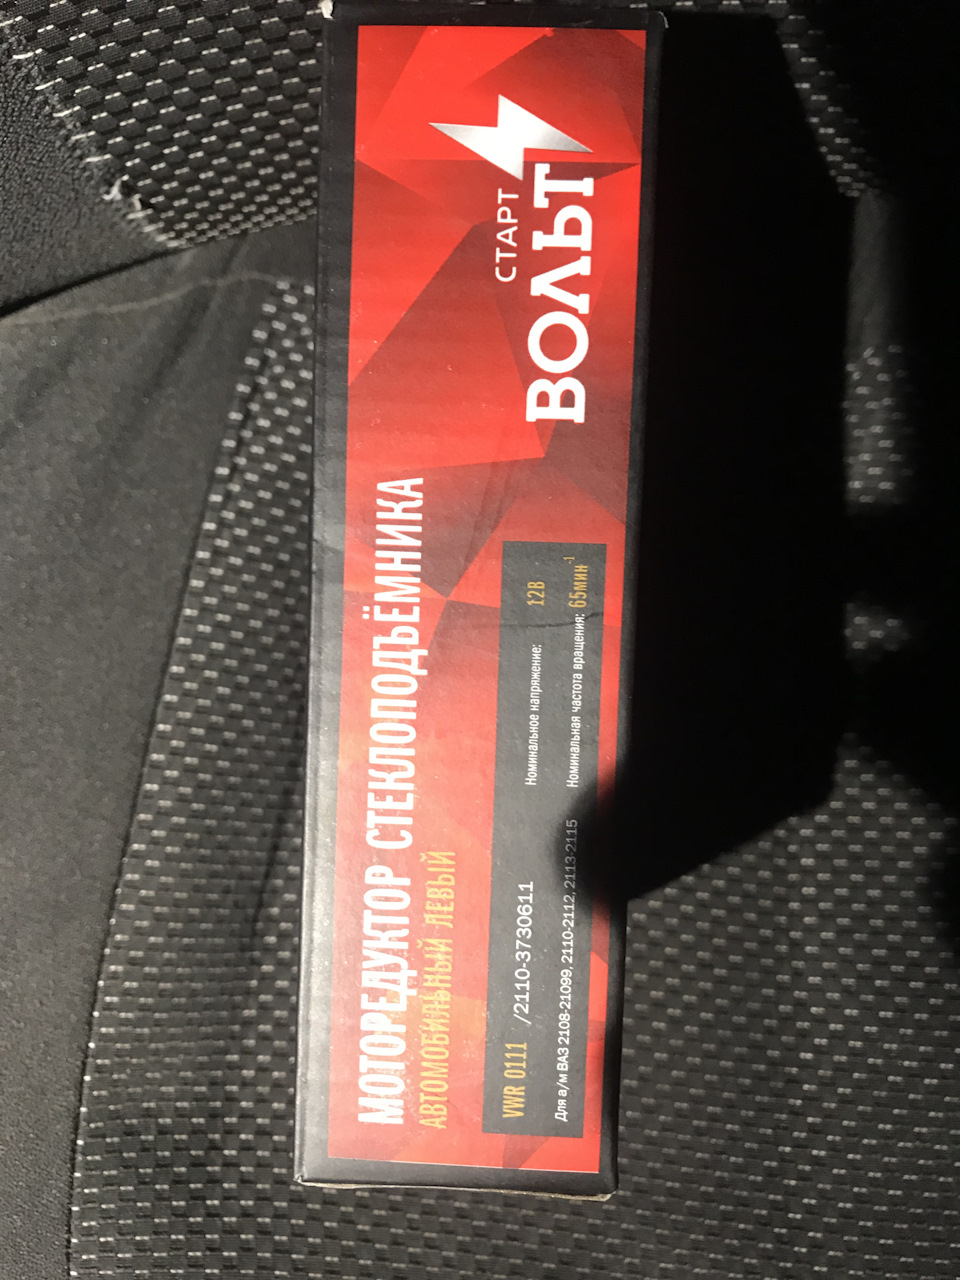 МОТОРЕДУКТОР СТЕКЛОПОДЪЁМНИКА
АВТОМОБИЛЬНЫЙ ЛЕВЫЙ
СТАРТ
ВОЛЬТ
VWR 0111 /2110-3730611
Номинальное напряжение: 12В
Для а/м ВАЗ 2108-21099, 2110-2112, 2113-2115
Номинальная частота вращения: 65мин⁻¹